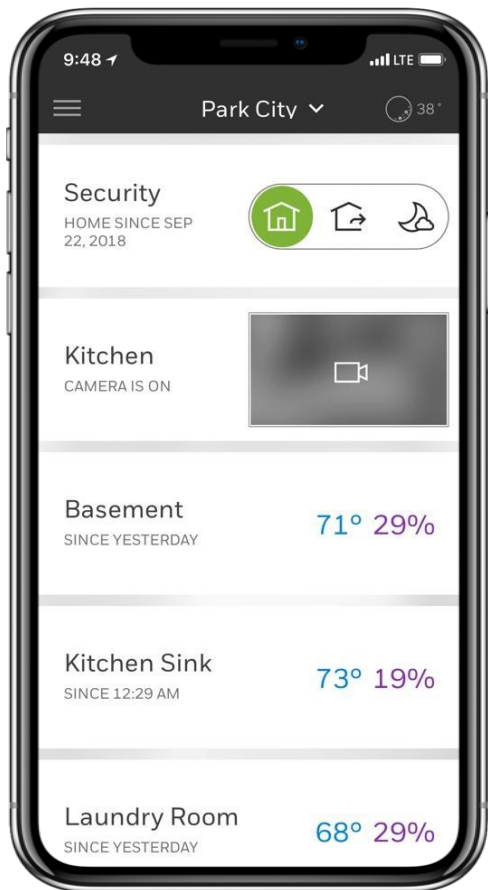 9:48 LTE
Park City 38°
Security
HOME SINCE SEP
22, 2018
Kitchen
CAMERA IS ON
Basement
SINCE YESTERDAY
71° 29%
Kitchen Sink
SINCE 12:29 AM
73° 19%
Laundry Room
SINCE YESTERDAY
68° 29%